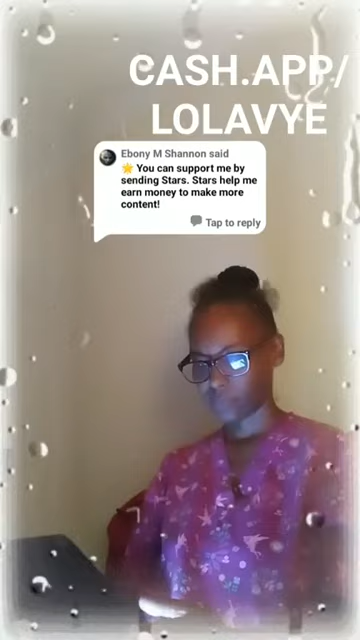 CASH.APP/
LOLAVYE
Ebony M Shannon said
⭐ You can support me by
sending Stars. Stars help me
earn money to make more
content!
Tap to reply